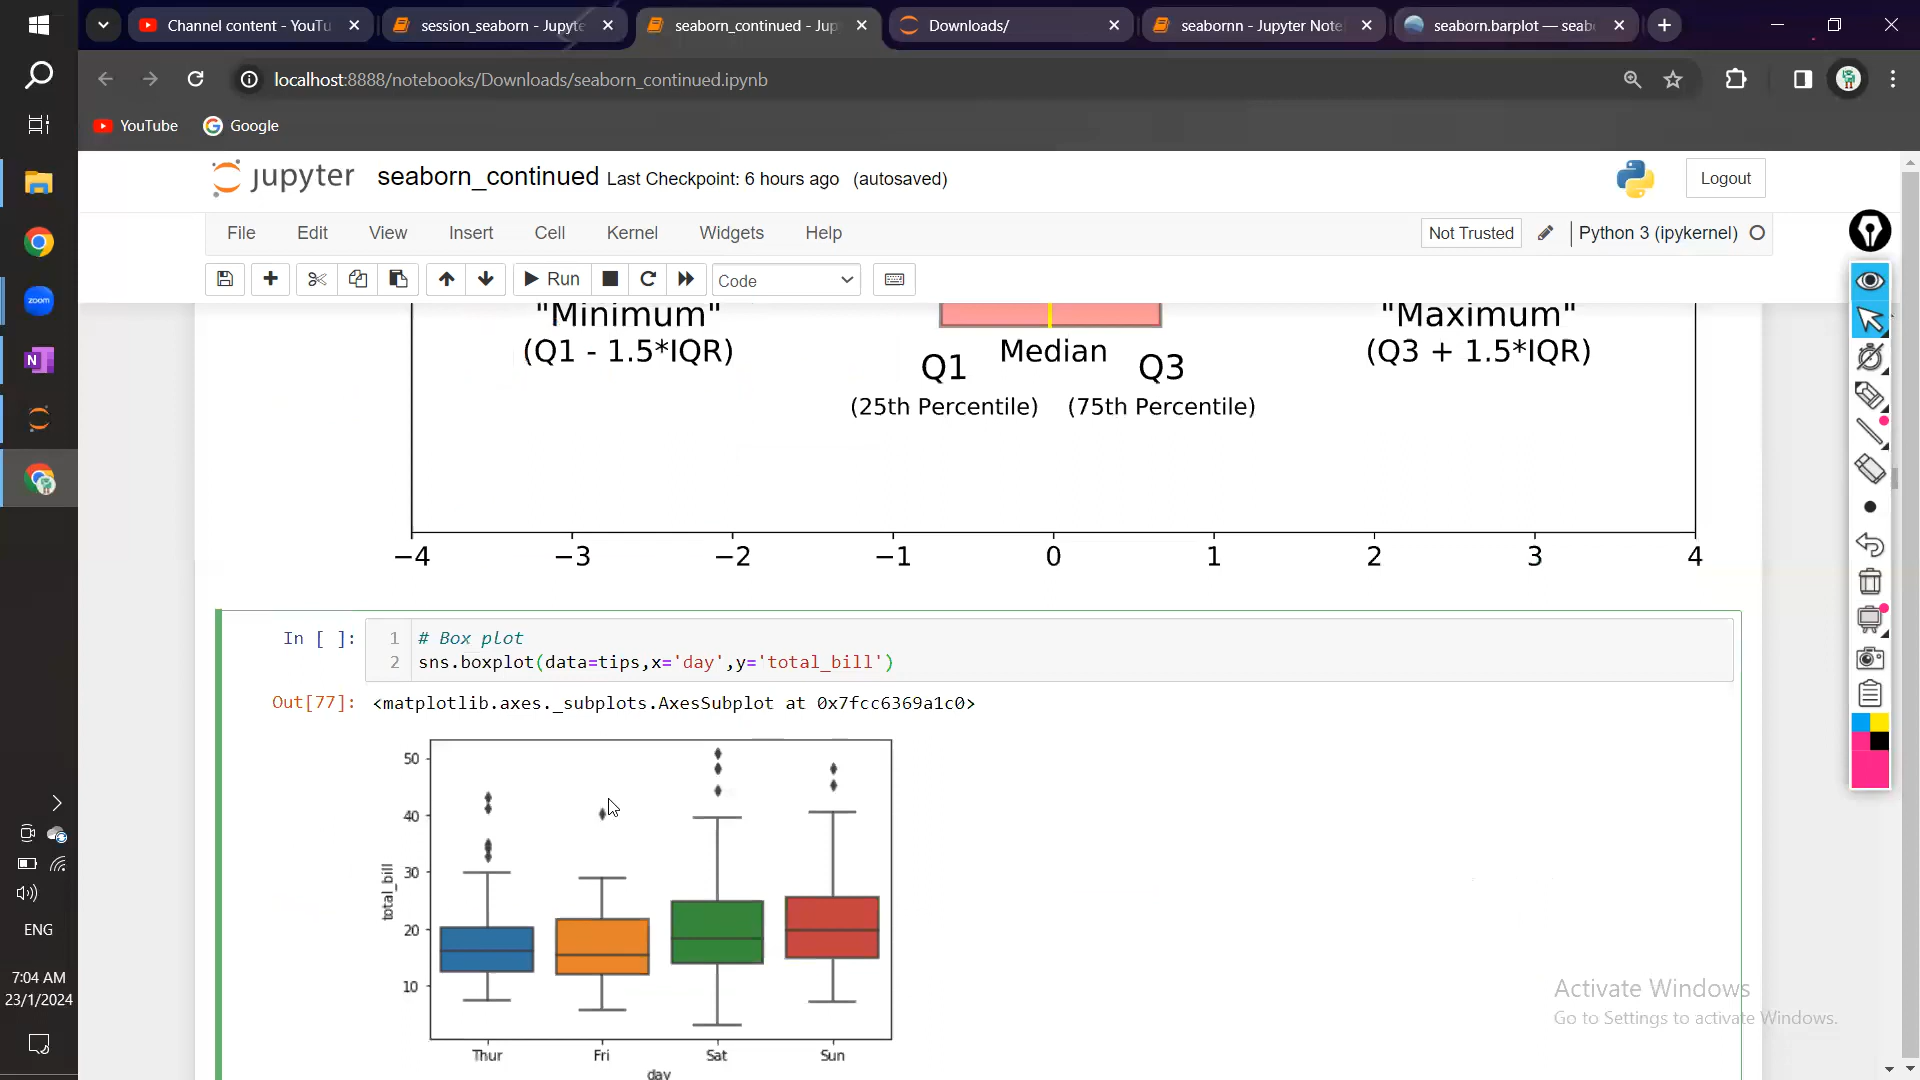 Channel content - YouTu
session_seaborn - Jupyte
seaborn_continued - Jup
Downloads/
seabornn - Jupyter Note
seaborn.barplot — seab
localhost:8888/notebooks/Downloads/seaborn_continued.ipynb
YouTube
Google
jupyter
seaborn_continued Last Checkpoint: 6 hours ago (autosaved)
Logout
File Edit View Insert Cell Kernel Widgets Help
Not Trusted
Python 3 (ipykernel)
Run
Code
"Minimum"
(Q1 - 1.5*IQR)
Median
Q1
Q3
(25th Percentile)
(75th Percentile)
"Maximum"
(Q3 + 1.5*IQR)
−4 −3 −2 −1 0 1 2 3 4
In [ ]:
1 # Box plot
2 sns.boxplot(data=tips,x='day',y='total_bill')
Out[77]: <matplotlib.axes._subplots.AxesSubplot at 0x7fcc6369a1c0>
50
40
30
20
10
total_bill
Thur Fri Sat Sun
day
Activate Windows
Go to Settings to activate Windows.
zoom
N
ENG
7:04 AM
23/1/2024